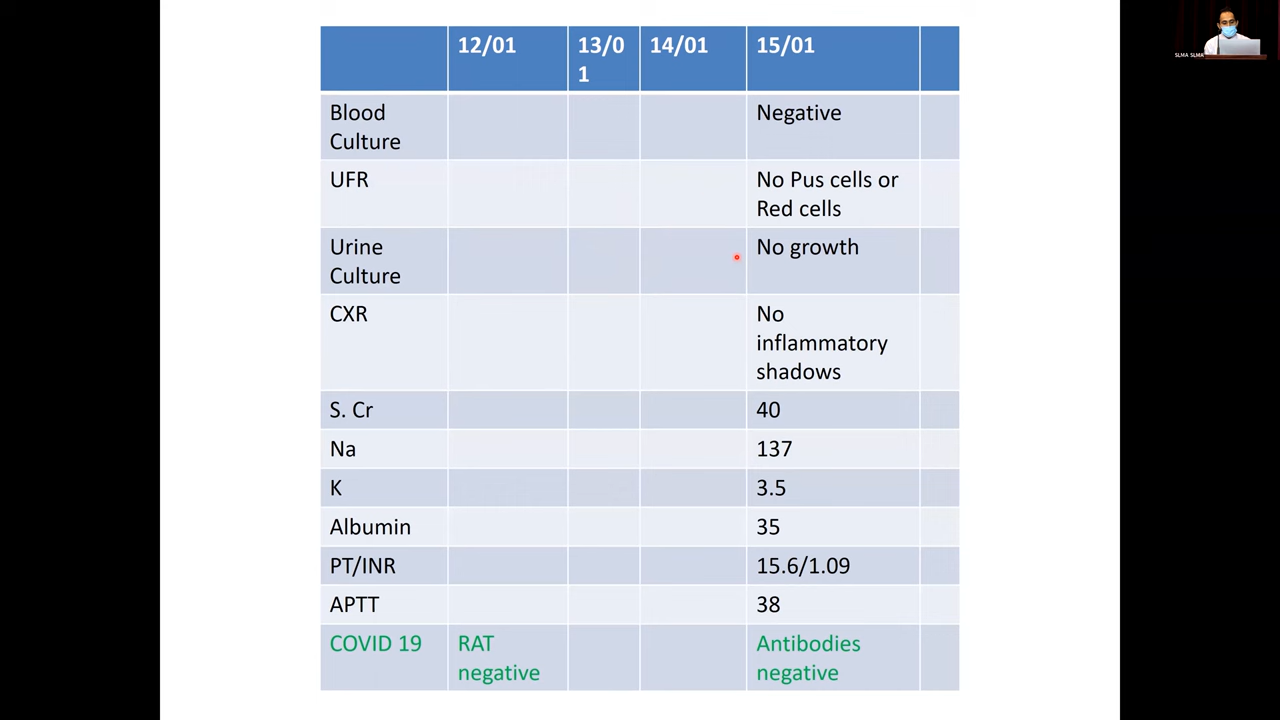 12/01 13/0 14/01 15/01
1
Blood Negative
Culture
UFR No Pus cells or
Red cells
Urine No growth
Culture
CXR No
inflammatory
shadows
S. Cr 40
Na 137
K 3.5
Albumin 35
PT/INR 15.6/1.09
APTT 38
COVID 19 RAT Antibodies
negative negative
SLMA SLMA